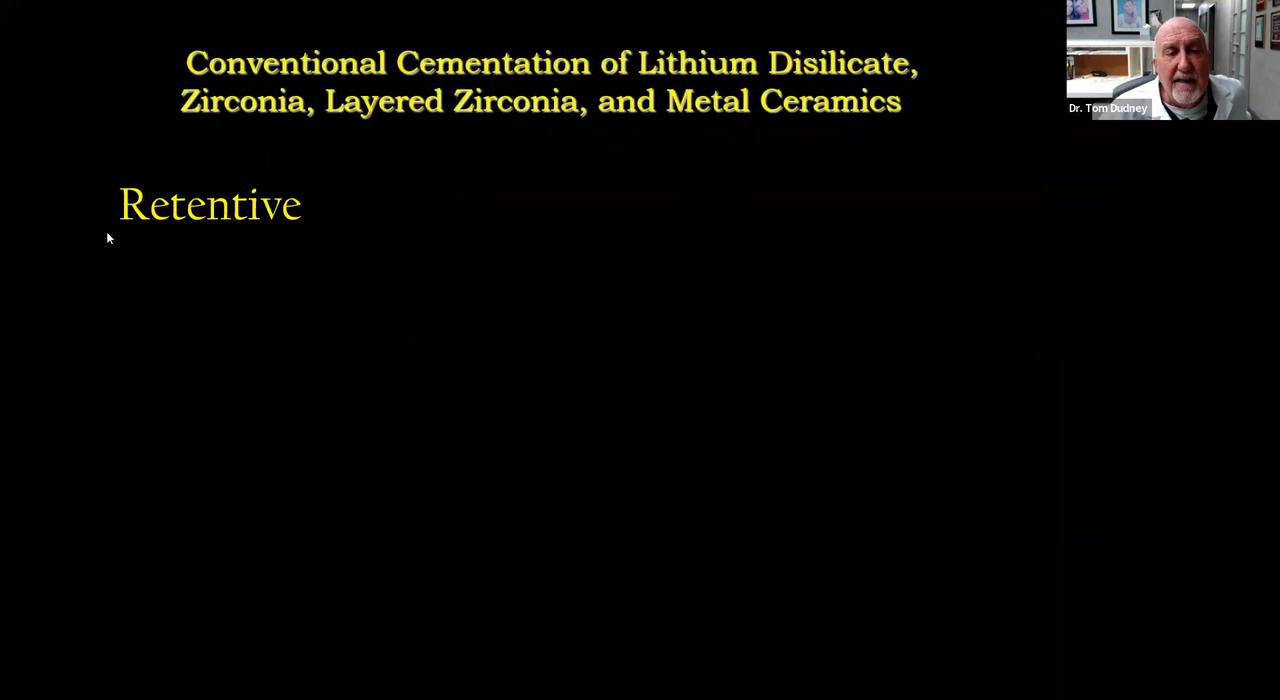 Conventional Cementation of Lithium Disilicate,
Zirconia, Layered Zirconia, and Metal Ceramics
Dr. Tom Dudney
Retentive